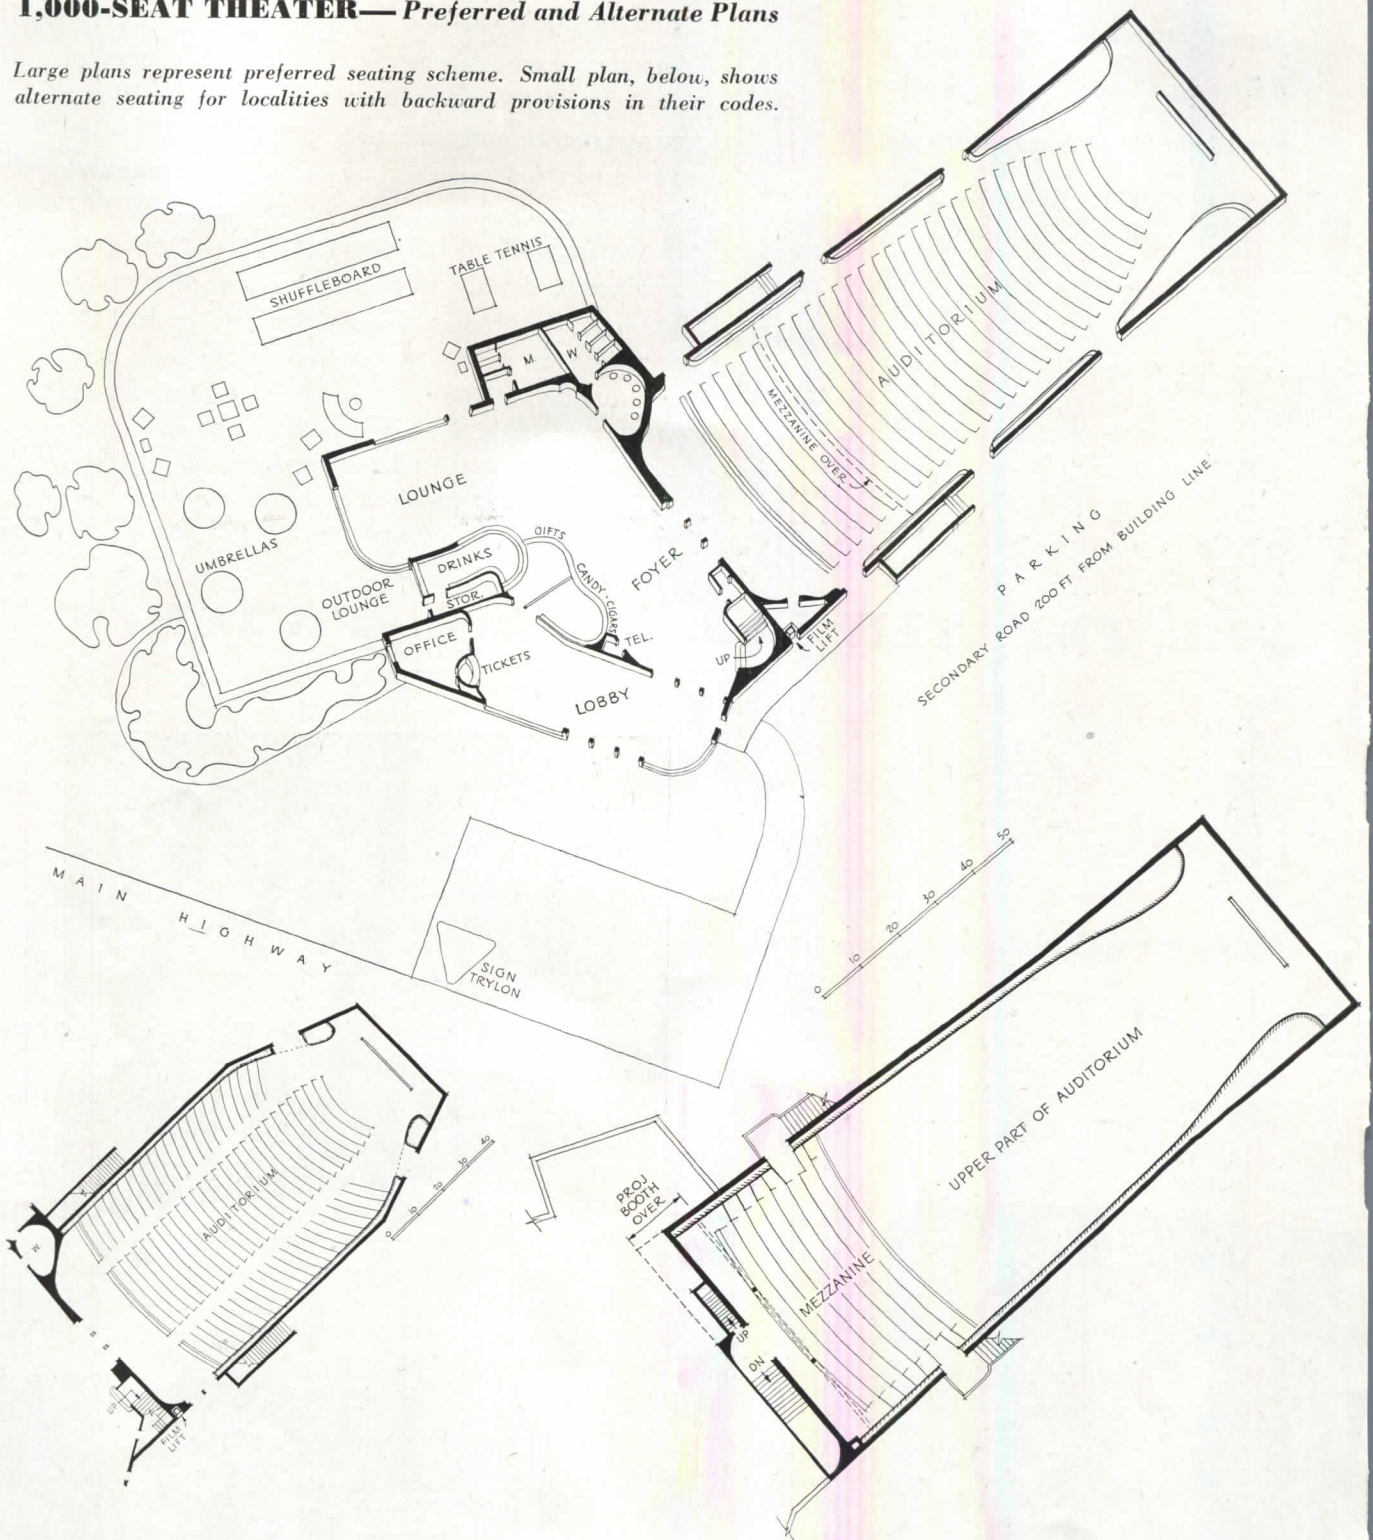 1,000-SEAT THEATER—Preferred and Alternate Plans
Large plans represent preferred seating scheme. Small plan, below, shows
alternate seating for localities with backward provisions in their codes.
SHUFFLEBOARD
TABLE TENNIS
M.
W
AUDITORIUM
MEZZANINE OVER
LOUNGE
UMBRELLAS
OUTDOOR
LOUNGE
DRINKS
STOR.
GIFTS
CANDY-CIGARS
FOYER
OFFICE
TICKETS
TEL.
LOBBY
UP
FILM
LIFT
PARKING
SECONDARY ROAD 200 FT FROM BUILDING LINE
MAIN HIGHWAY
SIGN
TRYLON
0 10 20 30 40 50
AUDITORIUM
W.
UP
FILM
LIFT
0 10 20 30 40
PROJ
BOOTH
OVER
UP
DN
MEZZANINE
UPPER PART OF AUDITORIUM